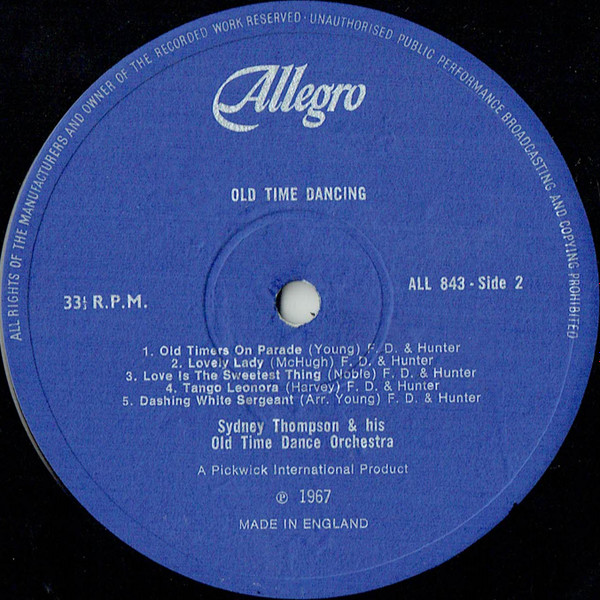 ALL RIGHTS OF THE MANUFACTURERS AND OWNER OF THE RECORDED WORK RESERVED · UNAUTHORISED PUBLIC PERFORMANCE BROADCASTING AND COPYING PROHIBITED
Allegro
OLD TIME DANCING
33⅓ R.P.M.
ALL 843 - Side 2
1. Old Timers On Parade (Young) F. D. & Hunter
2. Lovely Lady (McHugh) F. D. & Hunter
3. Love Is The Sweetest Thing (Noble) F. D. & Hunter
4. Tango Leonora (Harvey) F. D. & Hunter
5. Dashing White Sergeant (Arr. Young) F. D. & Hunter
Sydney Thompson & his
Old Time Dance Orchestra
A Pickwick International Product
℗ 1967
MADE IN ENGLAND